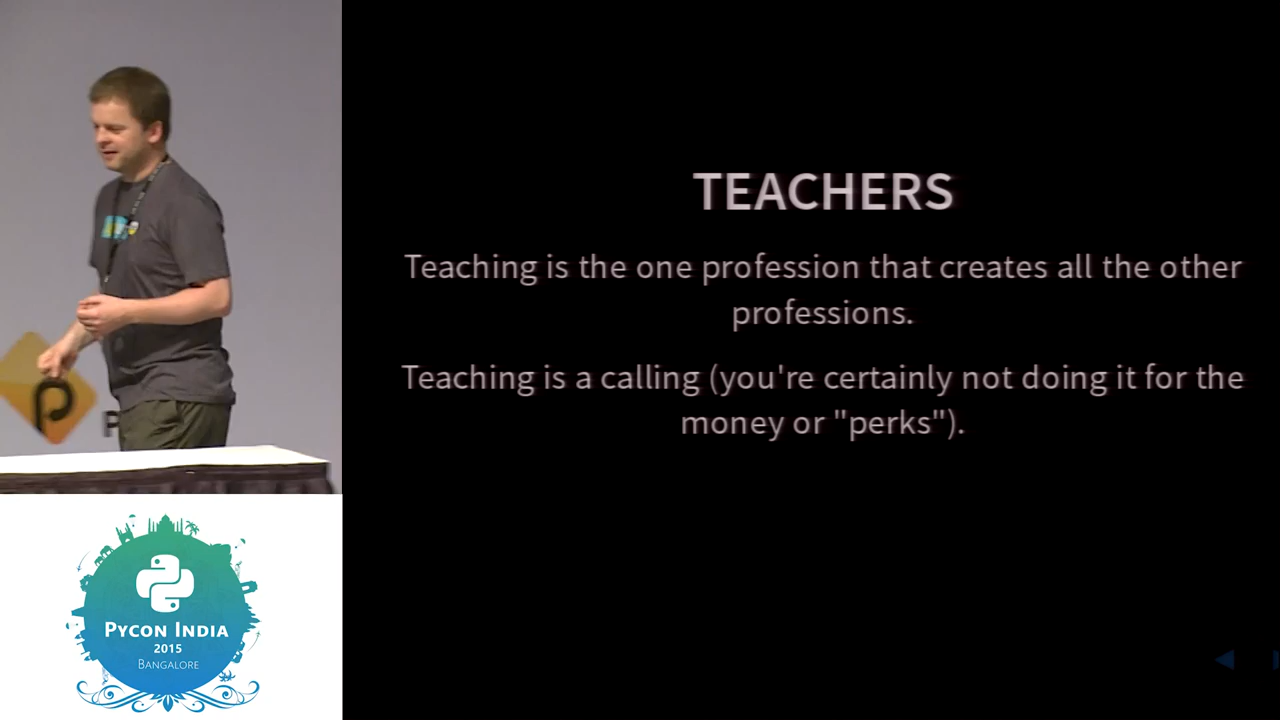 TEACHERS
Teaching is the one profession that creates all the other
professions.
Teaching is a calling (you're certainly not doing it for the
money or "perks").
P
PYCON INDIA
2015
BANGALORE